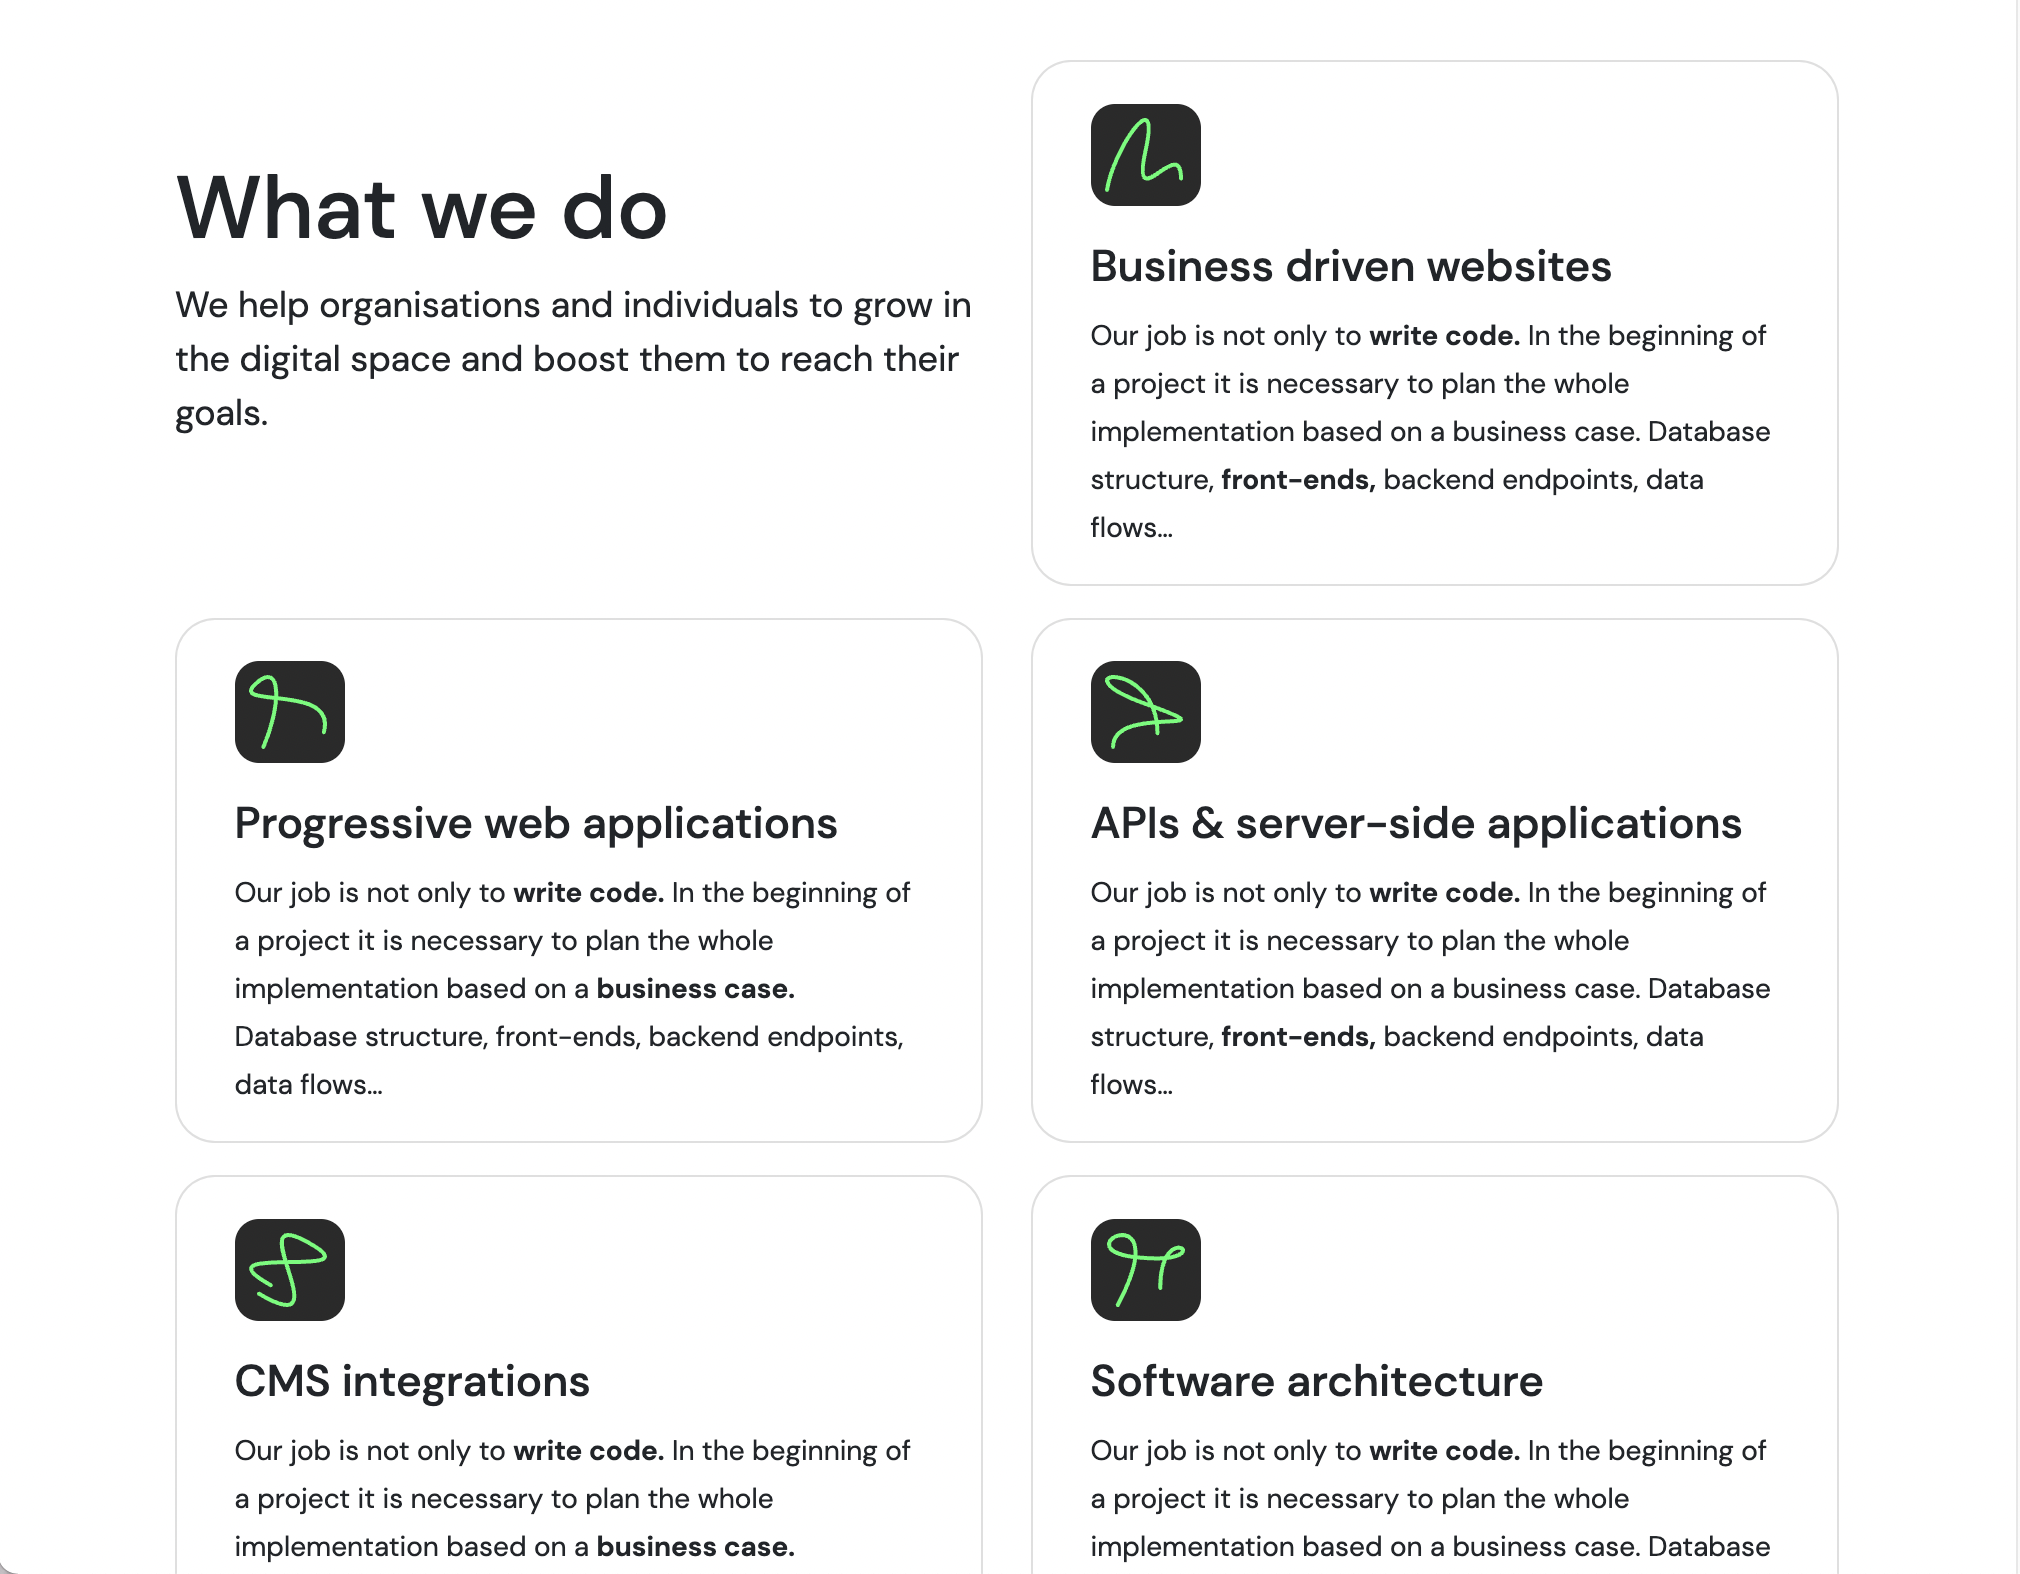 What we do
We help organisations and individuals to grow in
the digital space and boost them to reach their
goals.
Business driven websites
Our job is not only to write code. In the beginning of
a project it is necessary to plan the whole
implementation based on a business case. Database
structure, front-ends, backend endpoints, data
flows...
Progressive web applications
Our job is not only to write code. In the beginning of
a project it is necessary to plan the whole
implementation based on a business case.
Database structure, front-ends, backend endpoints,
data flows...
APIs & server-side applications
Our job is not only to write code. In the beginning of
a project it is necessary to plan the whole
implementation based on a business case. Database
structure, front-ends, backend endpoints, data
flows...
CMS integrations
Our job is not only to write code. In the beginning of
a project it is necessary to plan the whole
implementation based on a business case.
Software architecture
Our job is not only to write code. In the beginning of
a project it is necessary to plan the whole
implementation based on a business case. Database